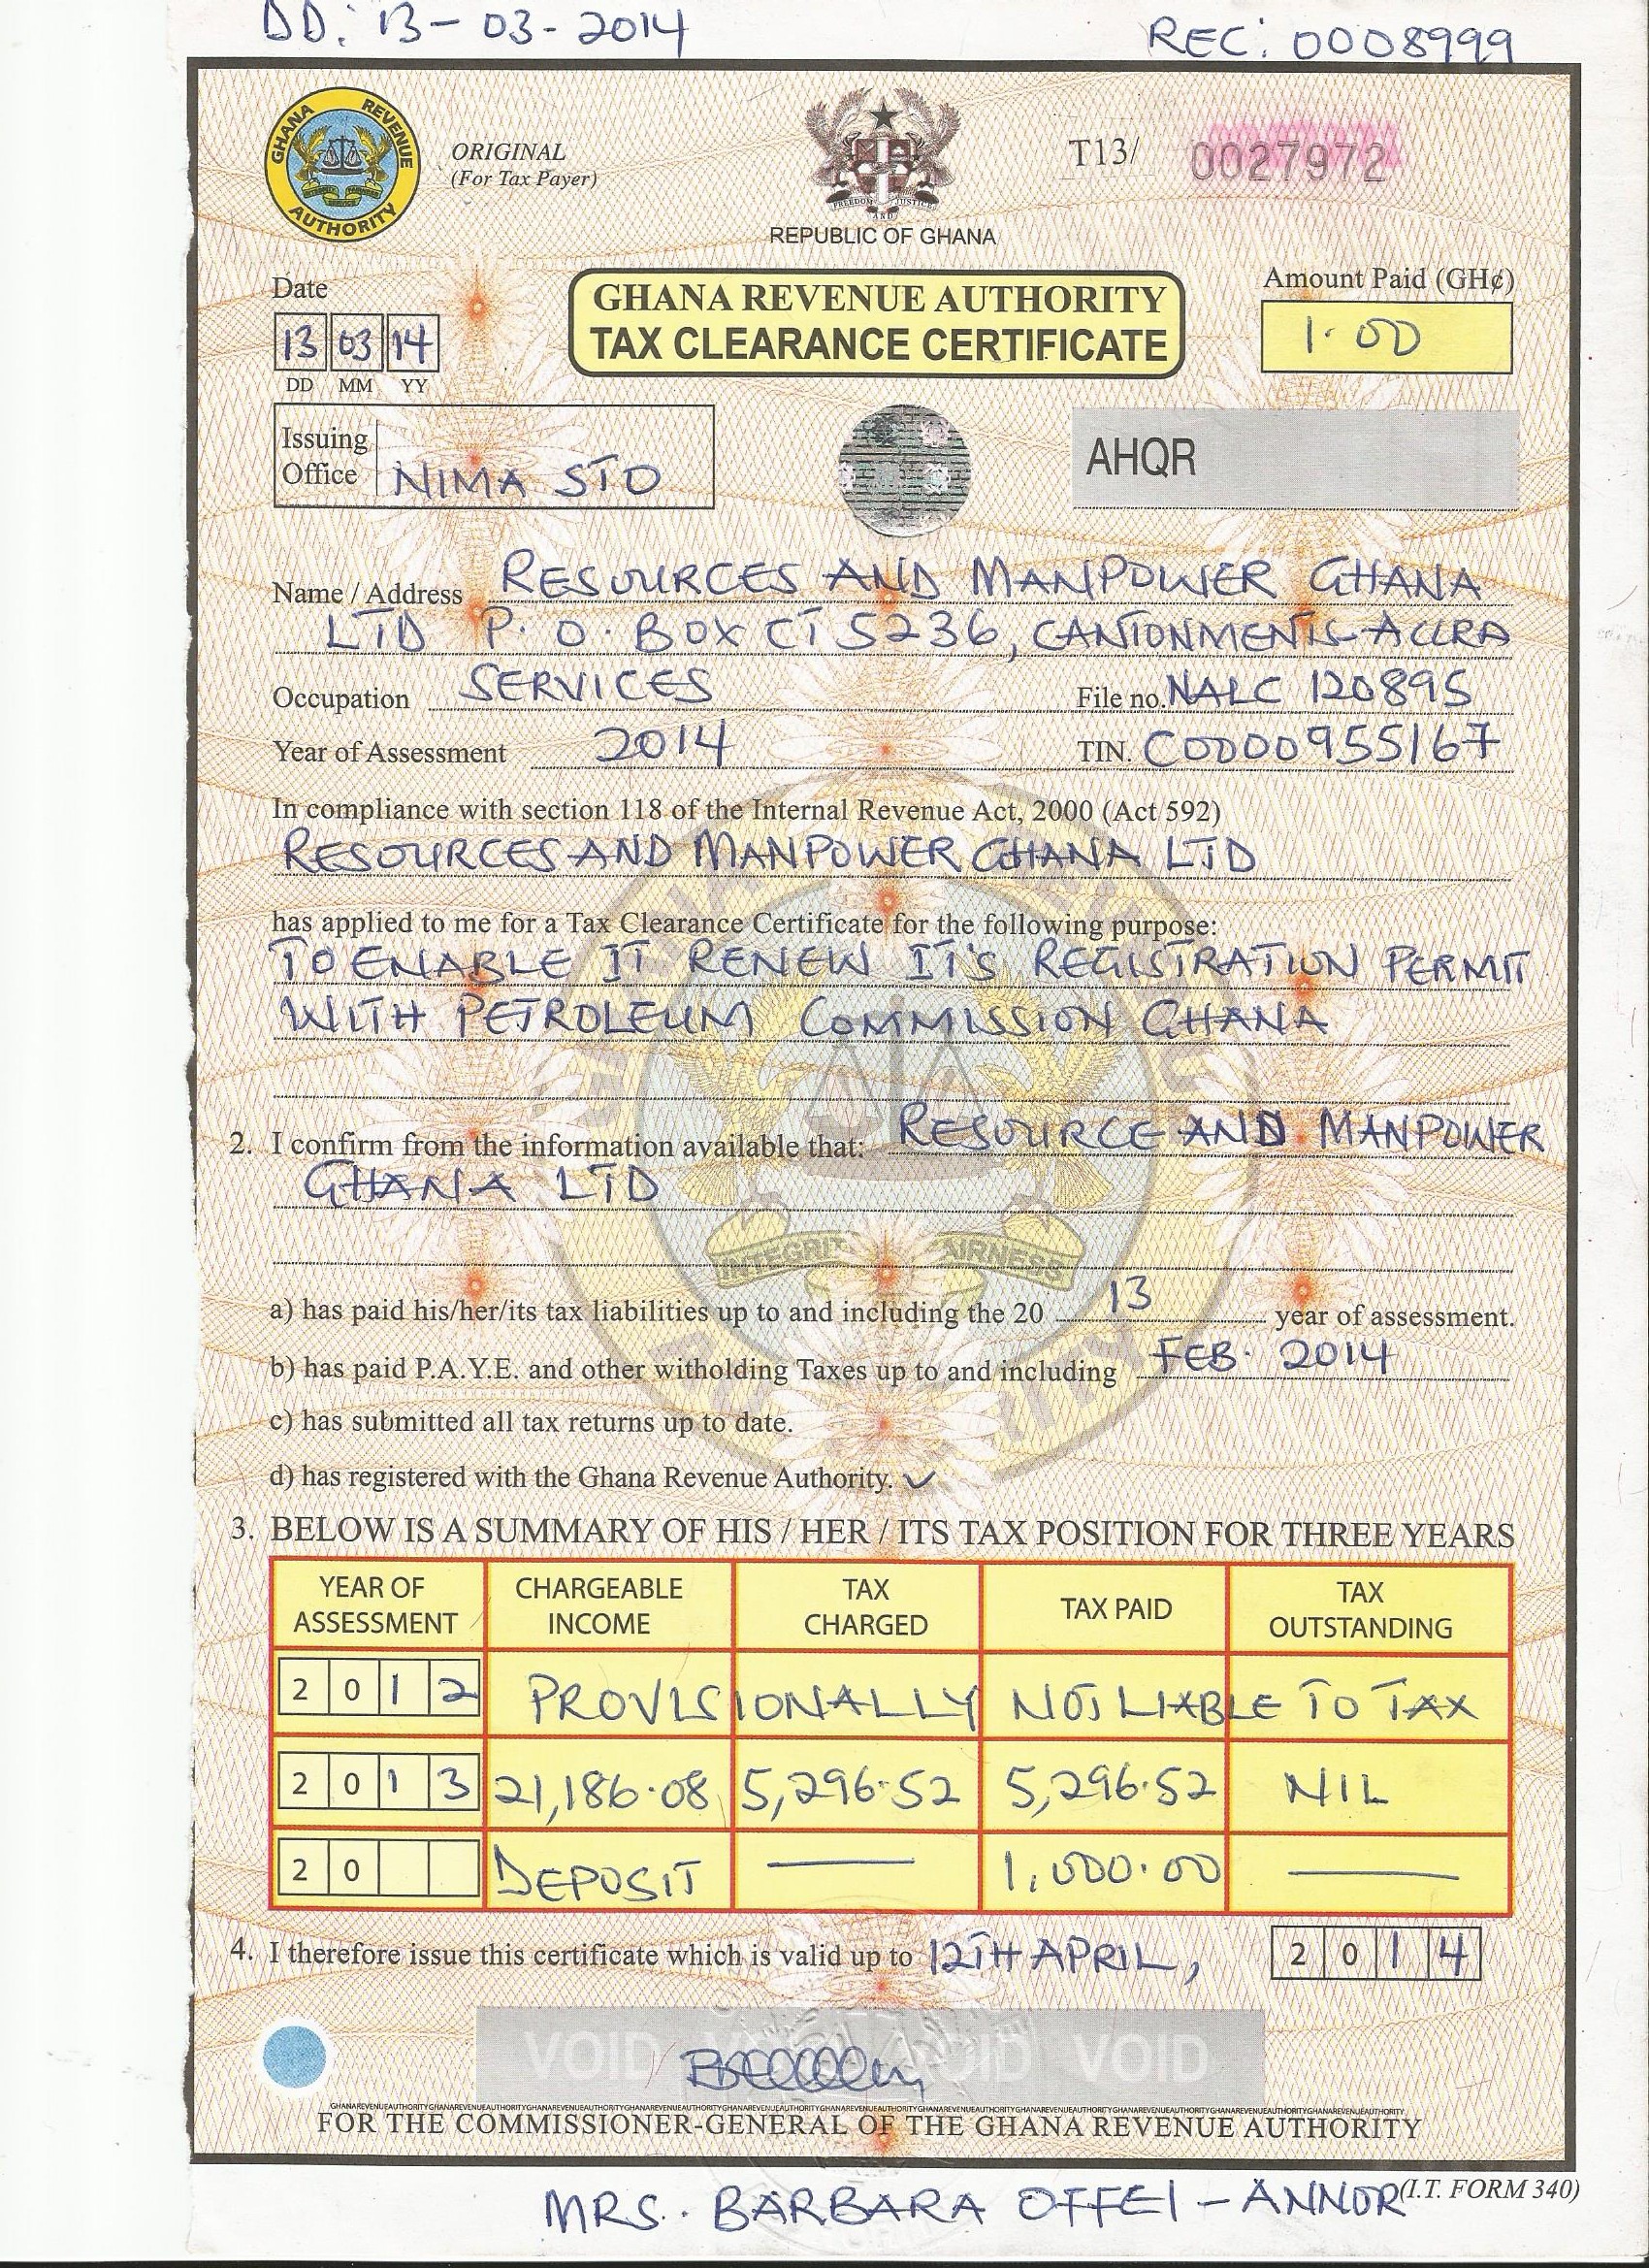 DD: 13-03-2014
REC: 0008999
GHANA REVENUE AUTHORITY
ORIGINAL
(For Tax Payer)
FREEDOM AND JUSTICE
REPUBLIC OF GHANA
T13/ 0027972
Date
13 03 14
DD MM YY
GHANA REVENUE AUTHORITY
TAX CLEARANCE CERTIFICATE
Amount Paid (GH¢)
1.00
Issuing
Office NIMA STO
AHQR
Name / Address RESOURCES AND MANPOWER GHANA
LTD P. O. BOX CT 5236, CANTONMENTS-ACCRA
Occupation SERVICES File no. NALC 120895
Year of Assessment 2014 TIN. C0000955167
In compliance with section 118 of the Internal Revenue Act, 2000 (Act 592)
RESOURCES AND MANPOWER GHANA LTD
has applied to me for a Tax Clearance Certificate for the following purpose:
TO ENABLE IT RENEW IT'S REGISTRATION PERMIT
WITH PETROLEUM COMMISSION GHANA
2. I confirm from the information available that: RESOURCE AND MANPOWER
GHANA LTD
INTEGRIT AIRNESS
a) has paid his/her/its tax liabilities up to and including the 20 13 year of assessment.
b) has paid P.A.Y.E. and other witholding Taxes up to and including FEB. 2014
c) has submitted all tax returns up to date.
d) has registered with the Ghana Revenue Authority. ✓
3. BELOW IS A SUMMARY OF HIS / HER / ITS TAX POSITION FOR THREE YEARS
YEAR OF ASSESSMENT CHARGEABLE INCOME TAX CHARGED TAX PAID TAX OUTSTANDING
2012 PROVISIONALLY NOT LIABLE TO TAX
2013 21,186.08 5,296.52 5,296.52 NIL
20 DEPOSIT — 1,000.00 —
4. I therefore issue this certificate which is valid up to 12TH APRIL, 2014
VOID VOID VOID
FOR THE COMMISSIONER-GENERAL OF THE GHANA REVENUE AUTHORITY
(I.T. FORM 340)
MRS. BARBARA OFFEI-ANNOR